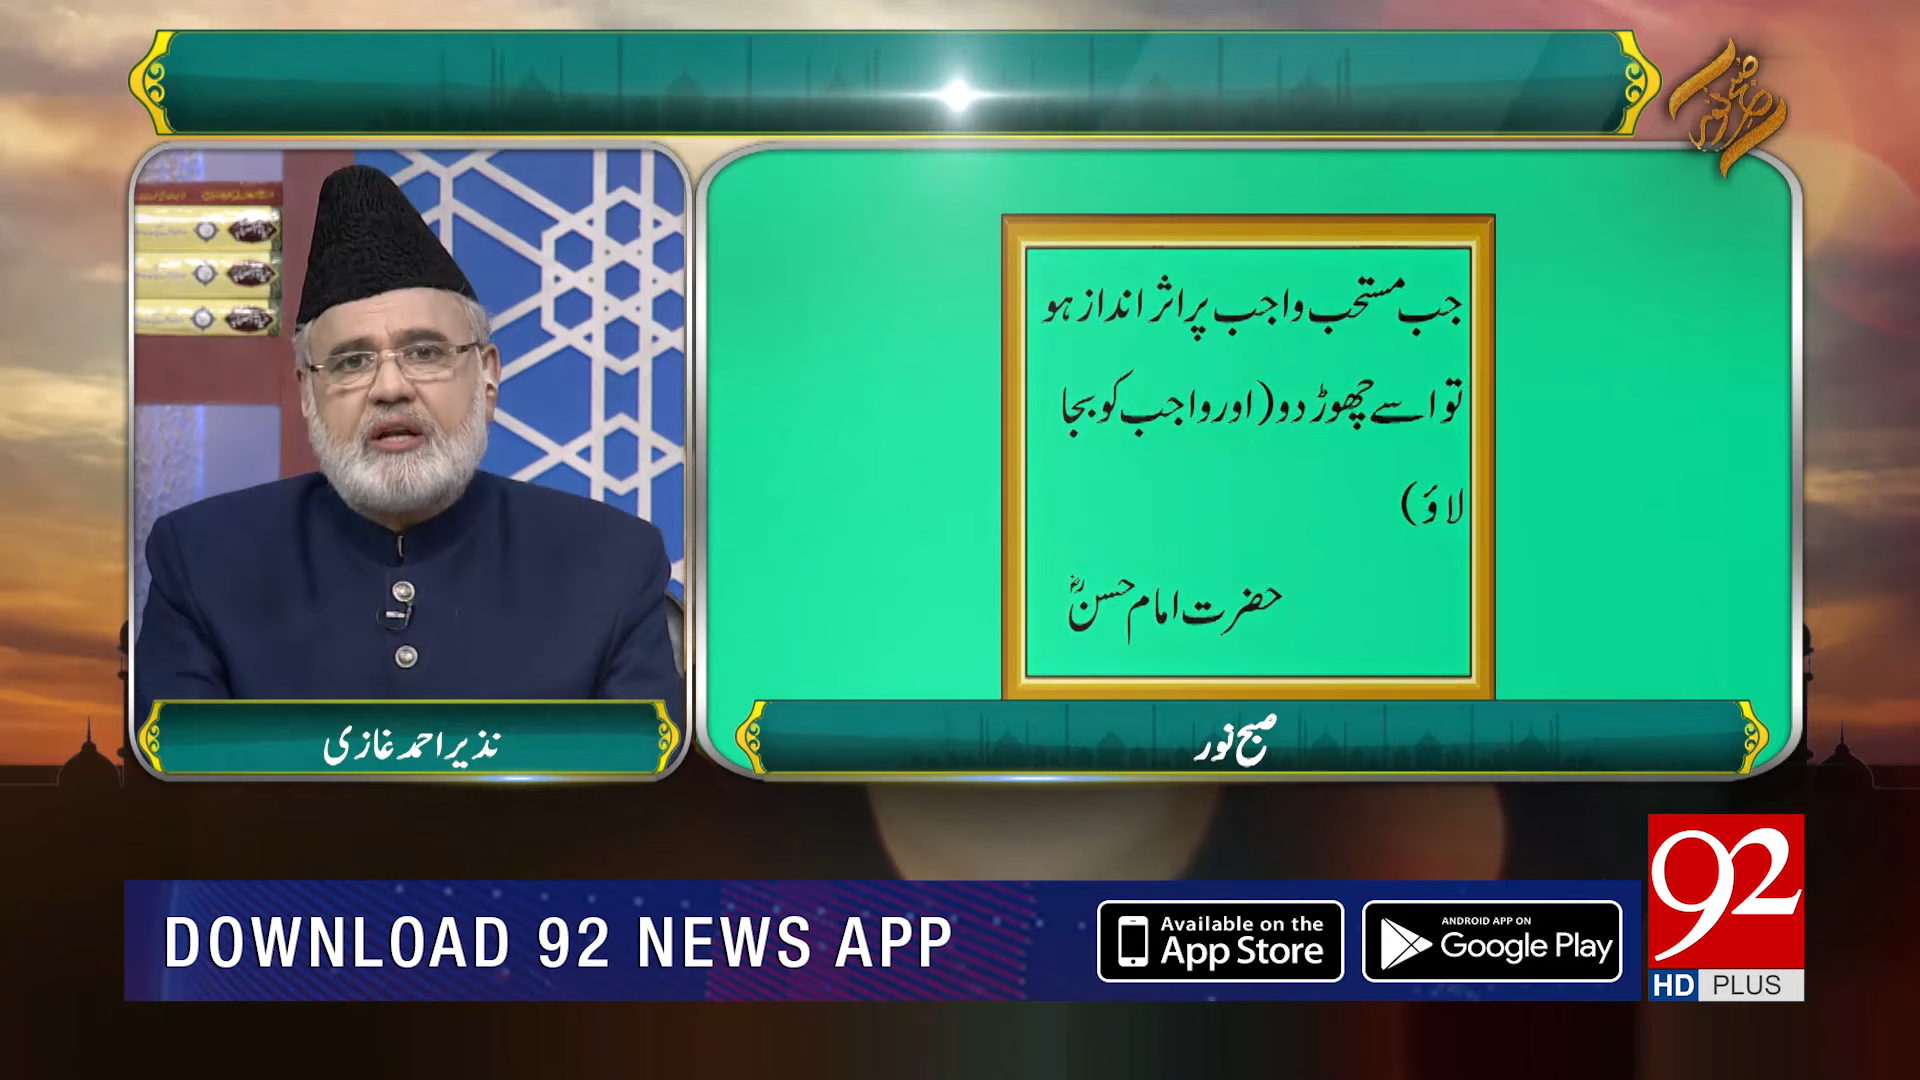 جب مستحب واجب پر اثر انداز ہو
تو اسے چھوڑ دو (اور واجب کو بجا
لاؤ)
حضرت امام حسنؓ
نذیر احمد غازی
صبح نور
DOWNLOAD 92 NEWS APP
Available on the
App Store
ANDROID APP ON
Google Play
92
HD PLUS